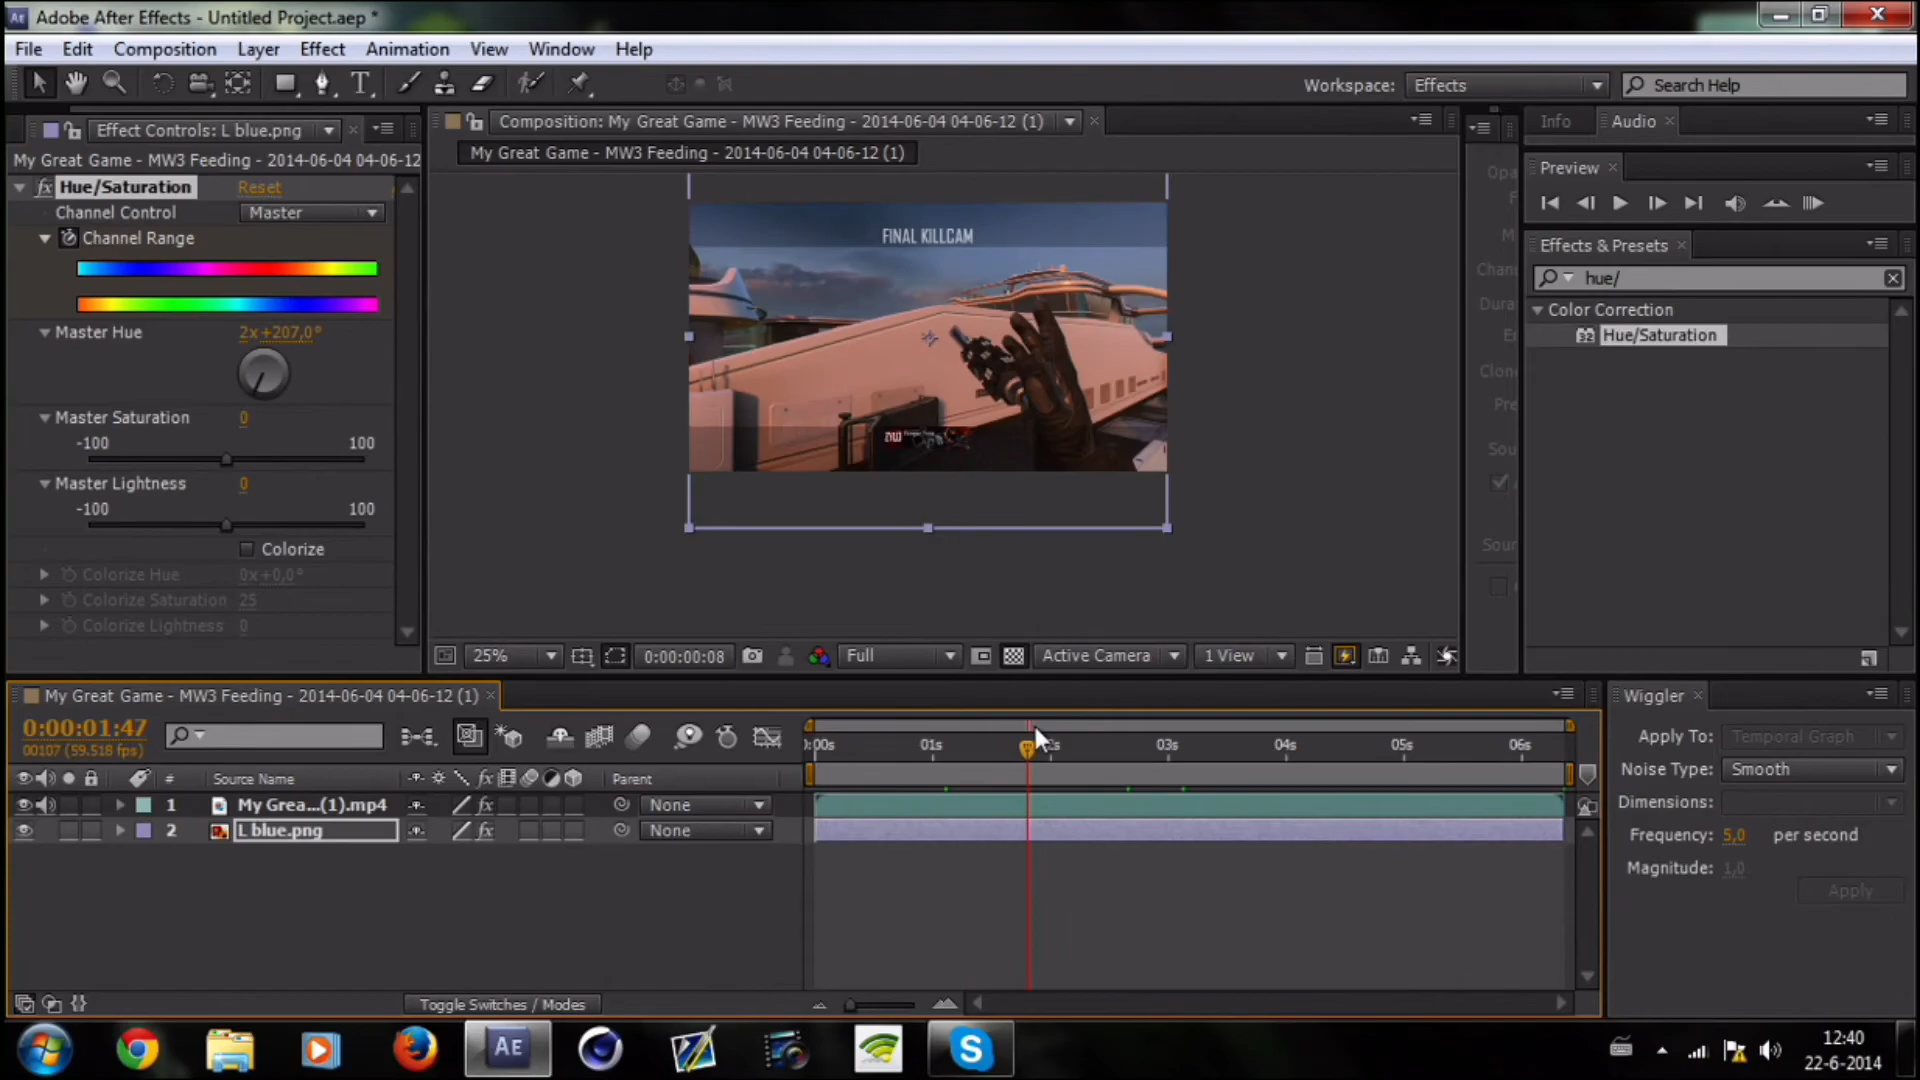 Adobe After Effects - Untitled Project.aep *
File Edit Composition Layer Effect Animation View Window Help
Workspace: Effects Search Help
Effect Controls: L blue.png
Composition: My Great Game - MW3 Feeding - 2014-06-04 04-06-12 (1)
Info Audio
My Great Game - MW3 Feeding - 2014-06-04 04-06-12
My Great Game - MW3 Feeding - 2014-06-04 04-06-12 (1)
Preview
fx Hue/Saturation Reset
Channel Control Master
Channel Range
FINAL KILLCAM
Effects & Presets
hue/
Color Correction
32 Hue/Saturation
Master Hue 2x+207,0°
Master Saturation 0
-100 100
Master Lightness 0
-100 100
Colorize
Colorize Hue 0x+0,0°
Colorize Saturation 25
Colorize Lightness 0
25% 0:00:00:08 Full Active Camera 1 View
My Great Game - MW3 Feeding - 2014-06-04 04-06-12 (1)
Wiggler
0:00:01:47
00107 (59.518 fps)
:00s 01s 2s 03s 04s 05s 06s
# Source Name fx Parent
1 My Grea...(1).mp4 fx None
2 L blue.png fx None
Toggle Switches / Modes
Apply To: Temporal Graph
Noise Type: Smooth
Dimensions:
Frequency: 5,0 per second
Magnitude: 1,0
Apply
AE
12:40
22-6-2014